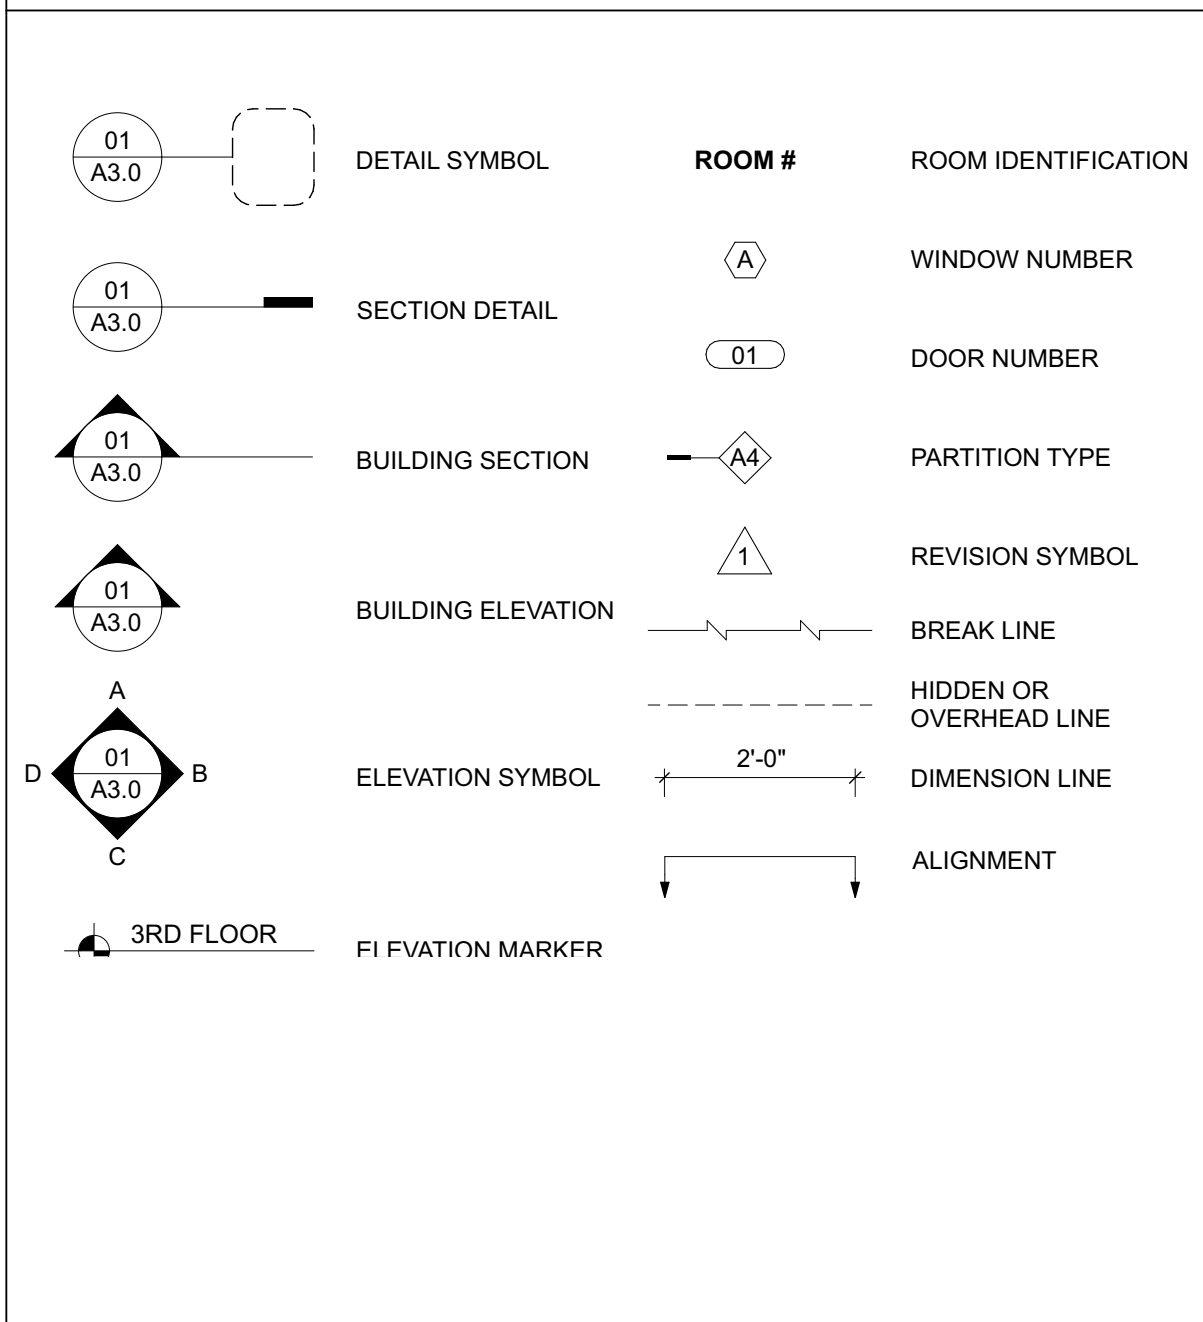 01
A3.0
DETAIL SYMBOL
01
A3.0
SECTION DETAIL
01
A3.0
BUILDING SECTION
01
A3.0
BUILDING ELEVATION
A
D
01
A3.0
B
C
ELEVATION SYMBOL
3RD FLOOR
ELEVATION MARKER
ROOM #
ROOM IDENTIFICATION
A
WINDOW NUMBER
01
DOOR NUMBER
A4
PARTITION TYPE
1
REVISION SYMBOL
BREAK LINE
HIDDEN OR
OVERHEAD LINE
2'-0"
DIMENSION LINE
ALIGNMENT